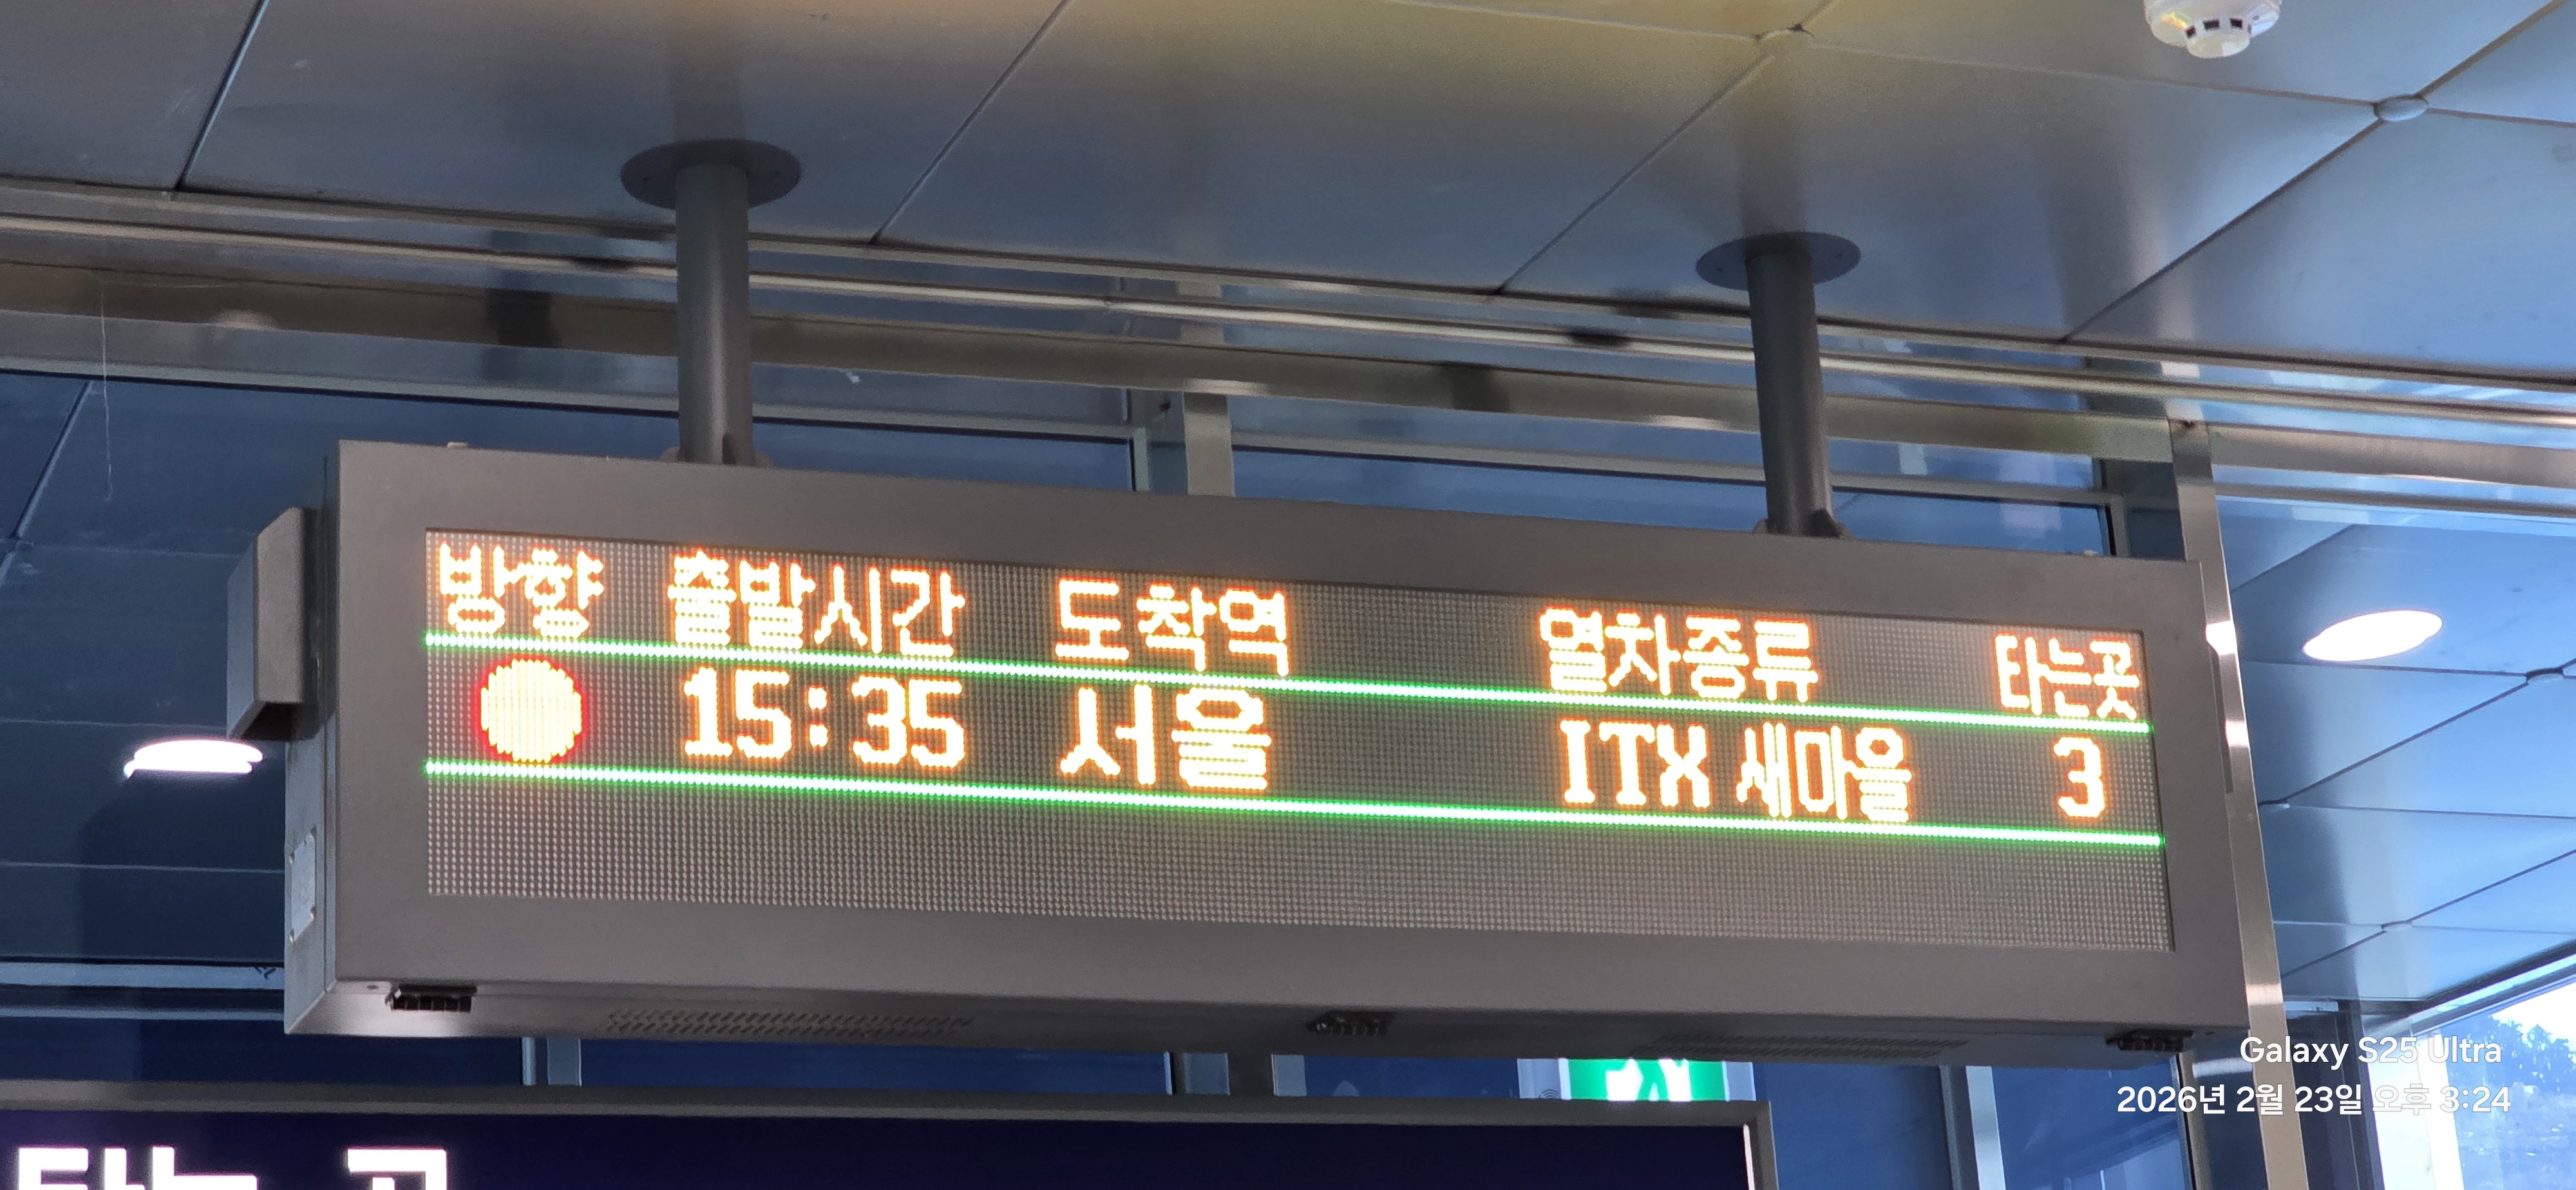 방향 출발시간 도착역 열차종류 타는곳
15:35 서울 ITX 새마을 3
Galaxy S25 Ultra
2026년 2월 23일 오후 3:24